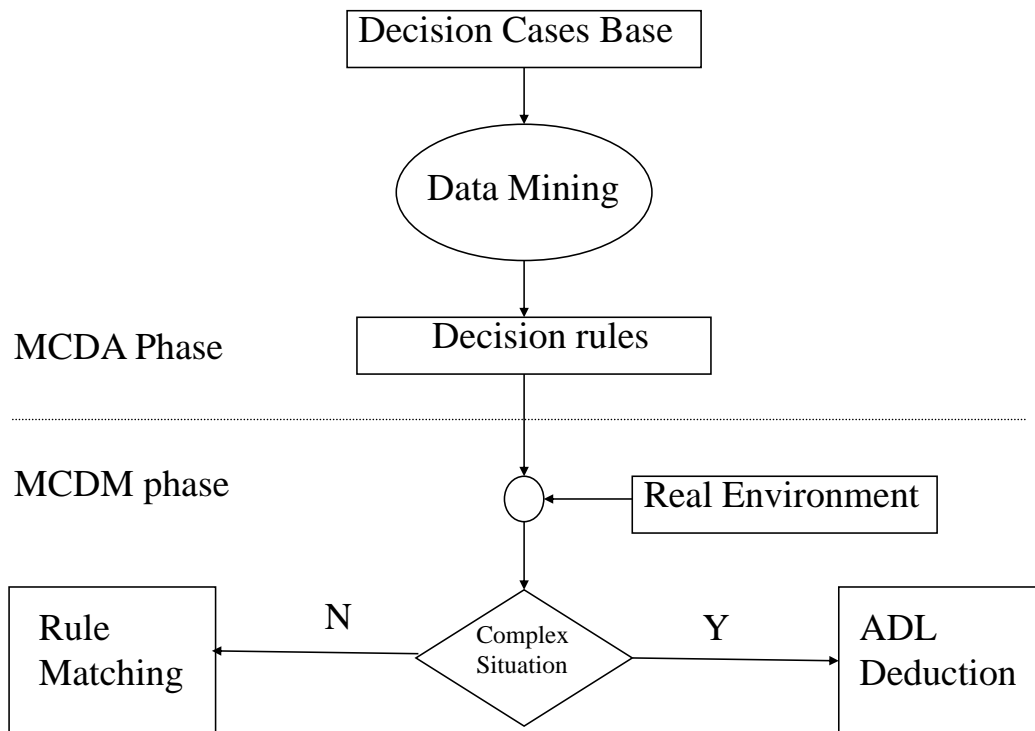 Decision Cases Base
Data Mining
Decision rules
MCDA Phase
MCDM phase
Real Environment
N
Y
Rule
Matching
Complex
Situation
ADL
Deduction